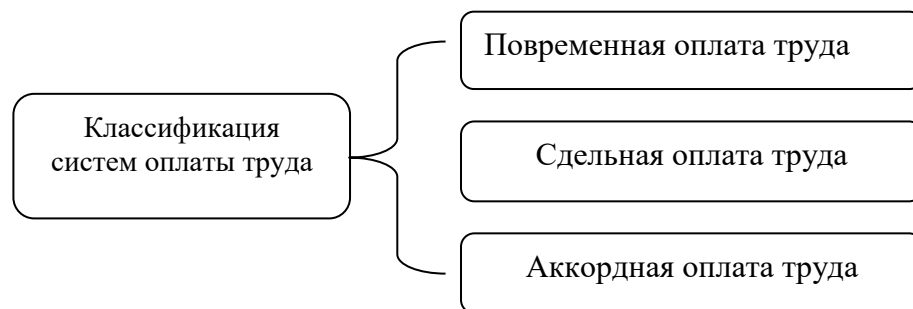 Классификация
систем оплаты труда
Повременная оплата труда
Сдельная оплата труда
Аккордная оплата труда